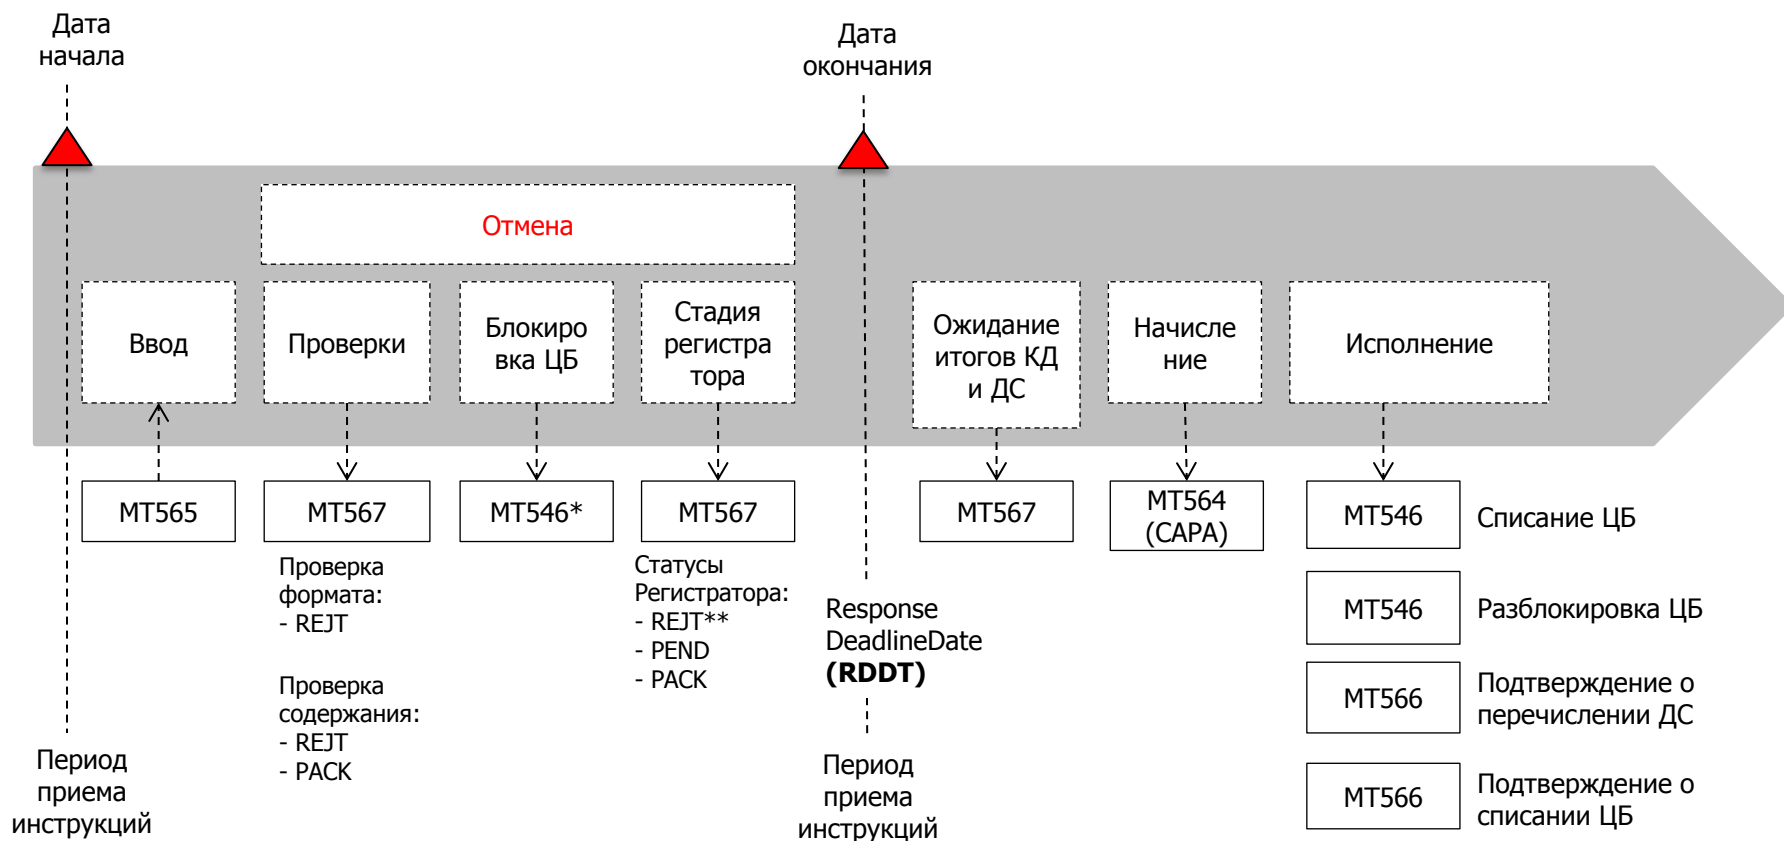 Дата
начала
Дата
окончания
Отмена
Ввод
Проверки
Блокиро
вка ЦБ
Стадия
регистра
тора
Ожидание
итогов КД
и ДС
Начисле
ние
Исполнение
MT565
MT567
MT546*
MT567
MT567
MT564
(CAPA)
MT546
Списание ЦБ
Проверка
формата:
- REJT
Проверка
содержания:
- REJT
- PACK
Статусы
Регистратора:
- REJT**
- PEND
- PACK
Response
DeadlineDate
(RDDT)
MT546
Разблокировка ЦБ
MT566
Подтверждение о
перечислении ДС
MT566
Подтверждение о
списании ЦБ
Период
приема
инструкций
Период
приема
инструкций